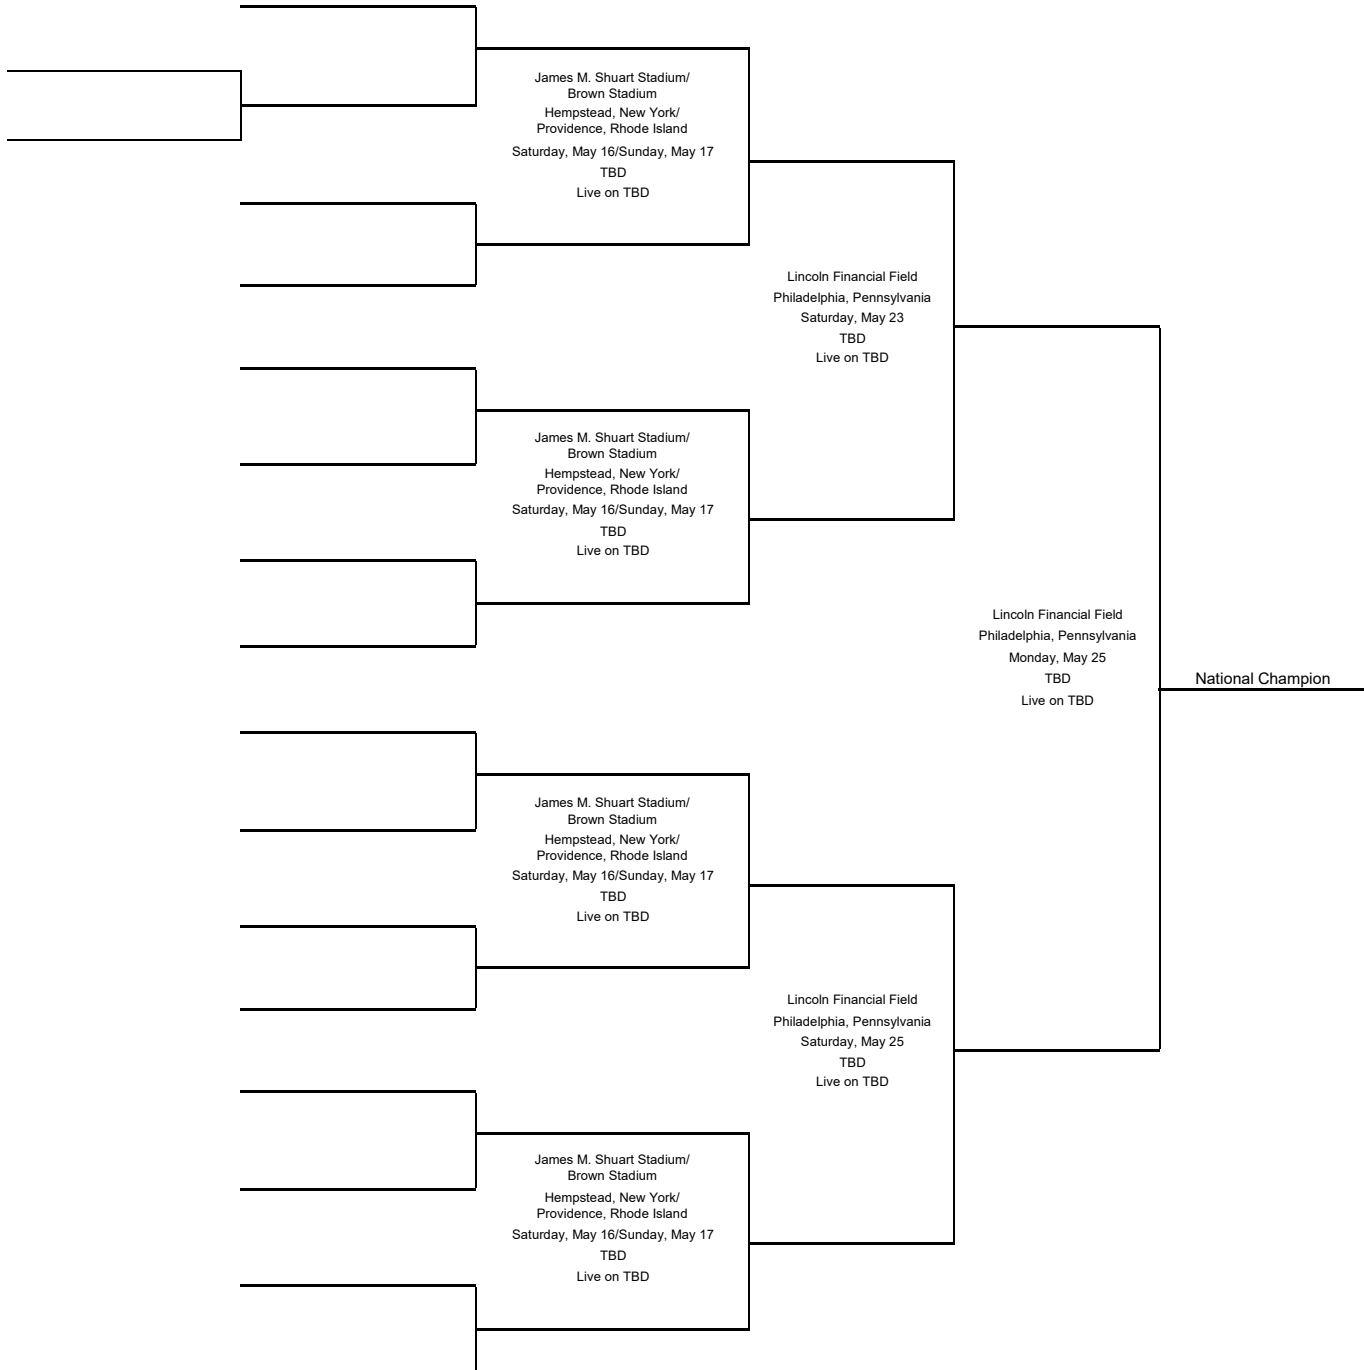 James M. Shuart Stadium/
Brown Stadium
Hempstead, New York/
Providence, Rhode Island
Saturday, May 16/Sunday, May 17
TBD
Live on TBD
Lincoln Financial Field
Philadelphia, Pennsylvania
Saturday, May 23
TBD
Live on TBD
James M. Shuart Stadium/
Brown Stadium
Hempstead, New York/
Providence, Rhode Island
Saturday, May 16/Sunday, May 17
TBD
Live on TBD
Lincoln Financial Field
Philadelphia, Pennsylvania
Monday, May 25
TBD
Live on TBD
National Champion
James M. Shuart Stadium/
Brown Stadium
Hempstead, New York/
Providence, Rhode Island
Saturday, May 16/Sunday, May 17
TBD
Live on TBD
Lincoln Financial Field
Philadelphia, Pennsylvania
Saturday, May 25
TBD
Live on TBD
James M. Shuart Stadium/
Brown Stadium
Hempstead, New York/
Providence, Rhode Island
Saturday, May 16/Sunday, May 17
TBD
Live on TBD